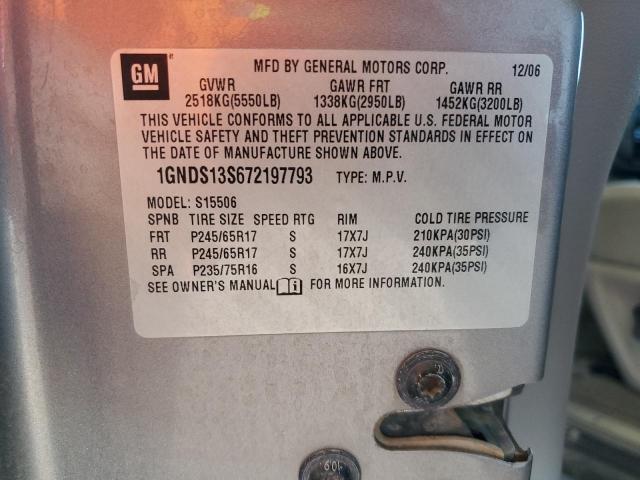 GM MFD BY GENERAL MOTORS CORP. 12/06
GVWR GAWR FRT GAWR RR
2518KG(5550LB) 1338KG(2950LB) 1452KG(3200LB)
THIS VEHICLE CONFORMS TO ALL APPLICABLE U.S. FEDERAL MOTOR
VEHICLE SAFETY AND THEFT PREVENTION STANDARDS IN EFFECT ON
THE DATE OF MANUFACTURE SHOWN ABOVE.
1GNDS13S672197793 TYPE: M.P.V.
MODEL: S15506
SPNB TIRE SIZE SPEED RTG RIM COLD TIRE PRESSURE
FRT P245/65R17 S 17X7J 210KPA(30PSI)
RR P245/65R17 S 17X7J 240KPA(35PSI)
SPA P235/75R16 S 16X7J 240KPA(35PSI)
SEE OWNER'S MANUAL FOR MORE INFORMATION.